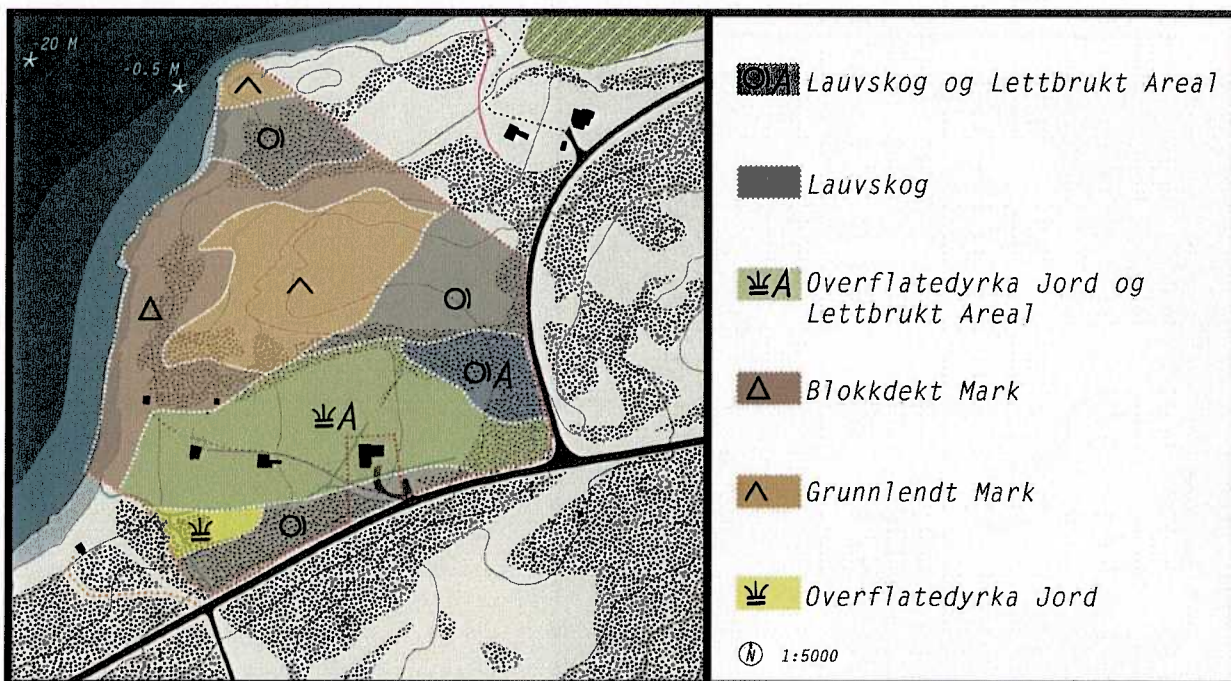 -20 M
-0.5 M
A
A
A Lauvskog og Lettbrukt Areal
Lauvskog
A Overflatedyrka Jord og
Lettbrukt Areal
Blokkdekt Mark
Grunnlendt Mark
Overflatedyrka Jord
N 1:5000